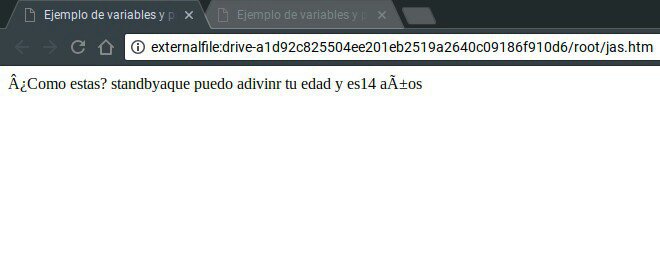 Ejemplo de variables y p
Ejemplo de variables y p
externalfile:drive-a1d92c825504ee201eb2519a2640c09186f910d6/root/jas.htm
Â¿Como estas? standbyaque puedo adivinr tu edad y es14 aÃ±os